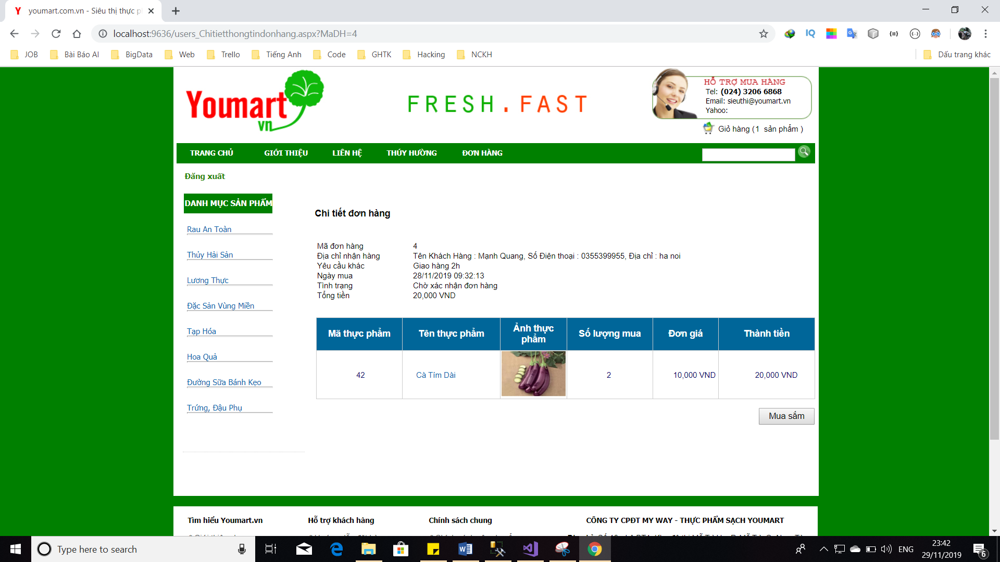 youmart.com.vn - Siêu thị thực p
localhost:9636/users_Chitietthongtindonhang.aspx?MaDH=4
JOB
Bài Báo AI
BigData
Web
Trello
Tiếng Anh
Code
GHTK
Hacking
NCKH
Dấu trang khác
Youmart
vn
FRESH.FAST
HỖ TRỢ MUA HÀNG
Tel: (024) 3206 6868
Email: sieuthi@youmart.vn
Yahoo:
Giỏ hàng (1 sản phẩm )
TRANG CHỦ GIỚI THIỆU LIÊN HỆ THÚY HƯỜNG ĐƠN HÀNG
Đăng xuất
DANH MỤC SẢN PHẨM
Rau An Toàn
Thủy Hải Sản
Lương Thực
Đặc Sản Vùng Miền
Tạp Hóa
Hoa Quả
Đường Sữa Bánh Kẹo
Trứng, Đậu Phụ
Chi tiết đơn hàng
Mã đơn hàng 4
Địa chỉ nhận hàng Tên Khách Hàng : Mạnh Quang, Số Điện thoại : 0355399955, Địa chỉ : ha noi
Yêu cầu khác Giao hàng 2h
Ngày mua 28/11/2019 09:32:13
Tình trạng Chờ xác nhận đơn hàng
Tổng tiền 20,000 VND
Mã thực phẩm Tên thực phẩm Ảnh thực phẩm Số lượng mua Đơn giá Thành tiền
42 Cà Tím Dài 2 10,000 VND 20,000 VND
Mua sắm
Tìm hiểu Youmart.vn
Hỗ trợ khách hàng
Chính sách chung
CÔNG TY CPĐT MY WAY - THỰC PHẨM SẠCH YOUMART
Type here to search
ENG
23:42
29/11/2019
6